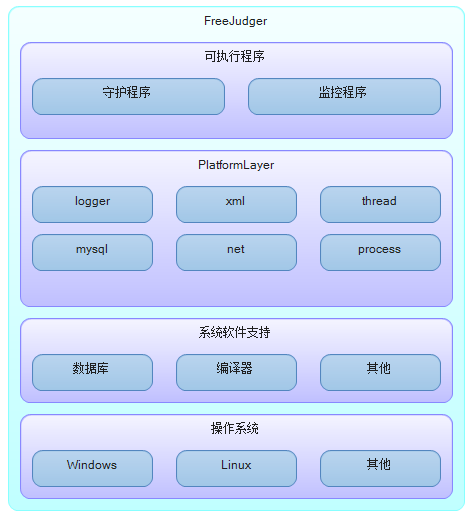 FreeJudger
可执行程序
守护程序 监控程序
PlatformLayer
logger xml thread
mysql net process
系统软件支持
数据库 编译器 其他
操作系统
Windows Linux 其他